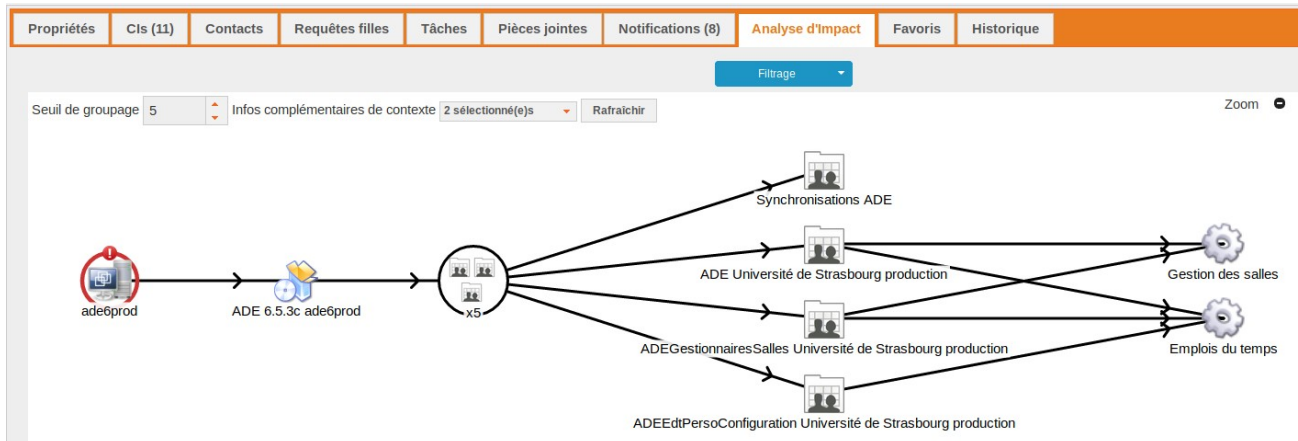 Propriétés CIs (11) Contacts Requêtes filles Tâches Pièces jointes Notifications (8) Analyse d'Impact Favoris Historique
Filtrage
Seuil de groupage 5 Infos complémentaires de contexte 2 sélectionné(e)s Rafraîchir Zoom
Synchronisations ADE
ADE Université de Strasbourg production Gestion des salles
ade6prod ADE 6.5.3c ade6prod x5
ADEGestionnairesSalles Université de Strasbourg production Emplois du temps
ADEEdtPersoConfiguration Université de Strasbourg production